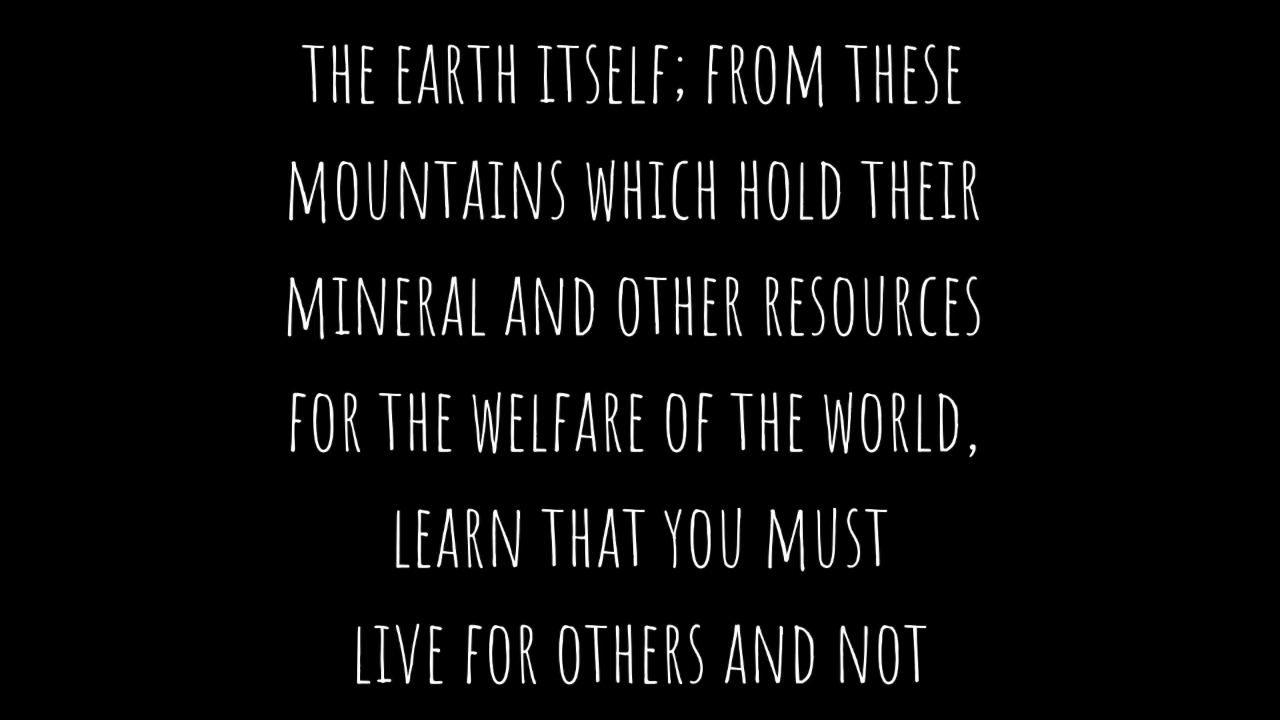 THE EARTH ITSELF; FROM THESE
MOUNTAINS WHICH HOLD THEIR
MINERAL AND OTHER RESOURCES
FOR THE WELFARE OF THE WORLD,
LEARN THAT YOU MUST
LIVE FOR OTHERS AND NOT